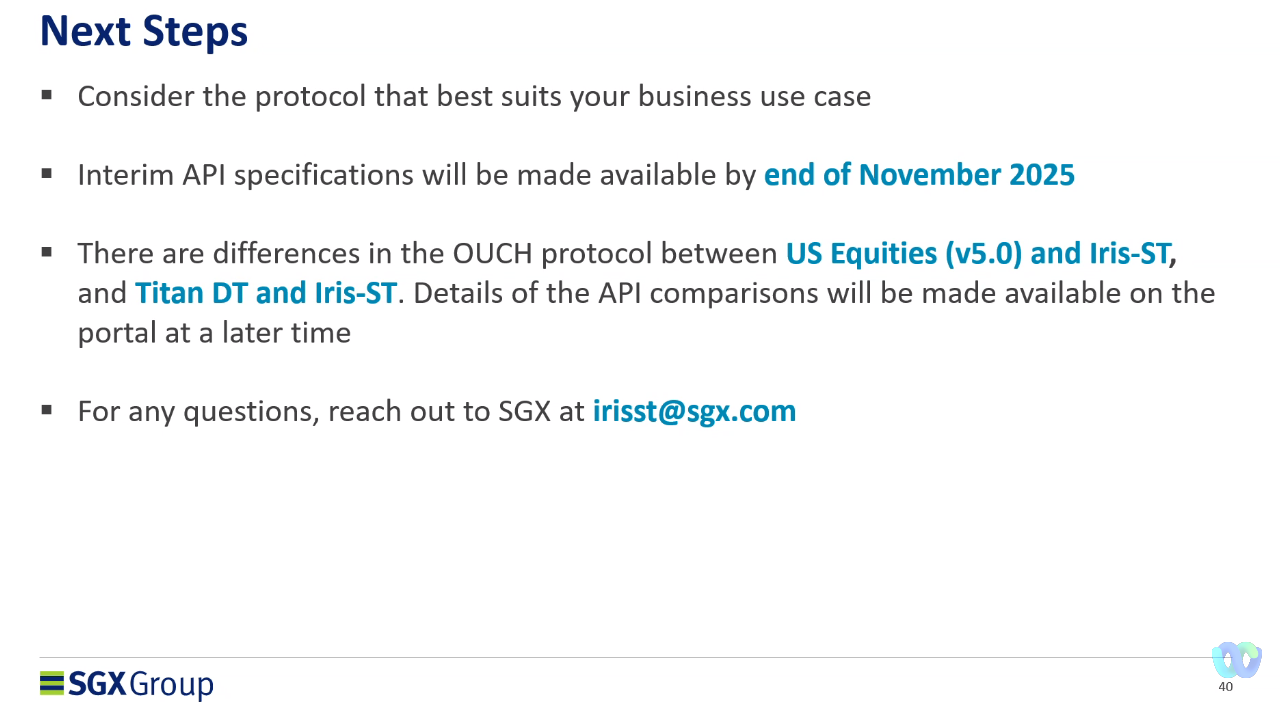 Next Steps
▪ Consider the protocol that best suits your business use case
▪ Interim API specifications will be made available by end of November 2025
▪ There are differences in the OUCH protocol between US Equities (v5.0) and Iris-ST,
and Titan DT and Iris-ST. Details of the API comparisons will be made available on the
portal at a later time
▪ For any questions, reach out to SGX at irisst@sgx.com
SGXGroup
40